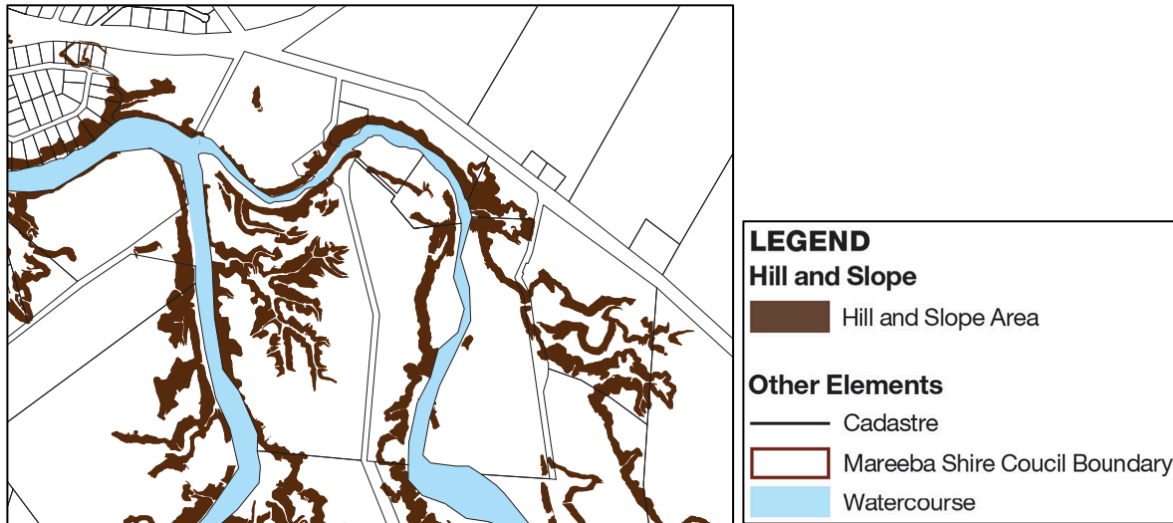 LEGEND
Hill and Slope
Hill and Slope Area
Other Elements
Cadastre
Mareeba Shire Coucil Boundary
Watercourse